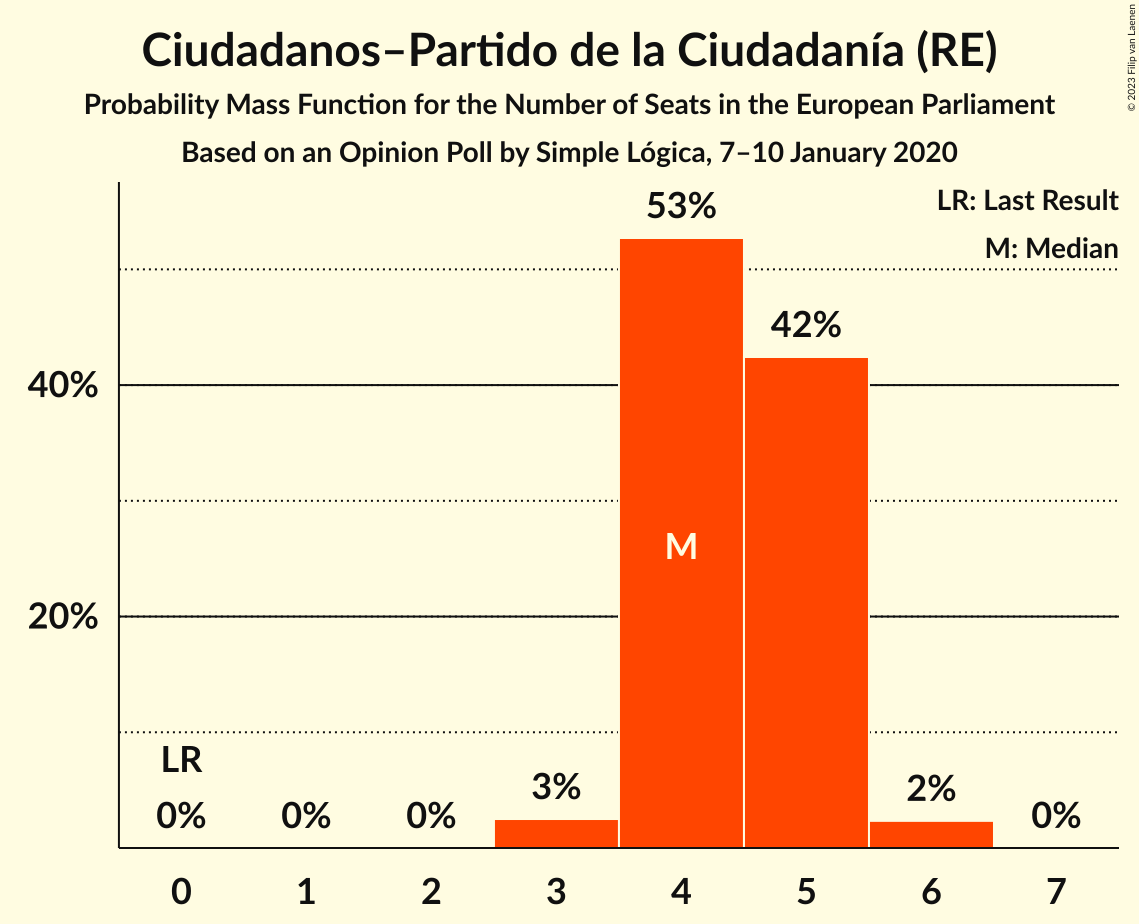 Ciudadanos–Partido de la Ciudadanía (RE)
Probability Mass Function for the Number of Seats in the European Parliament
Based on an Opinion Poll by Simple Lógica, 7–10 January 2020
© 2023 Filip van Laenen
LR: Last Result
M: Median
53%
42%
40%
M
20%
LR
0%
0%
0%
3%
2%
0%
0
1
2
3
4
5
6
7